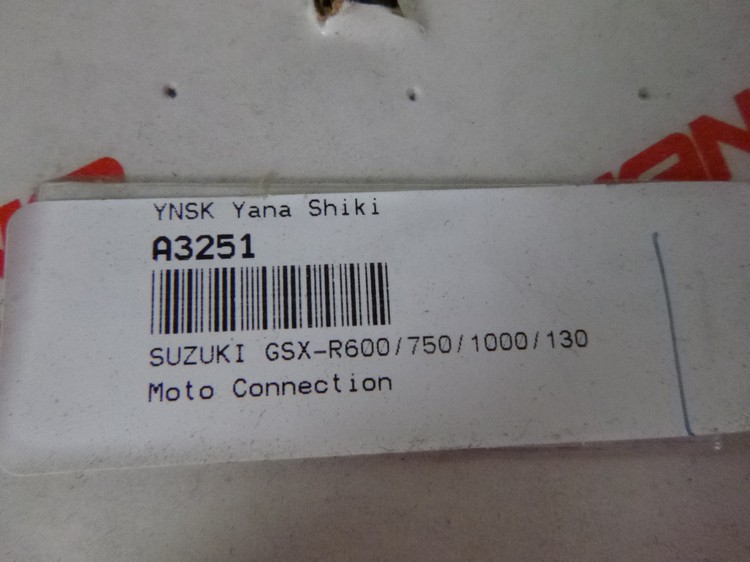 YNSK Yana Shiki
A3251
SUZUKI GSX-R600/750/1000/130
Moto Connection